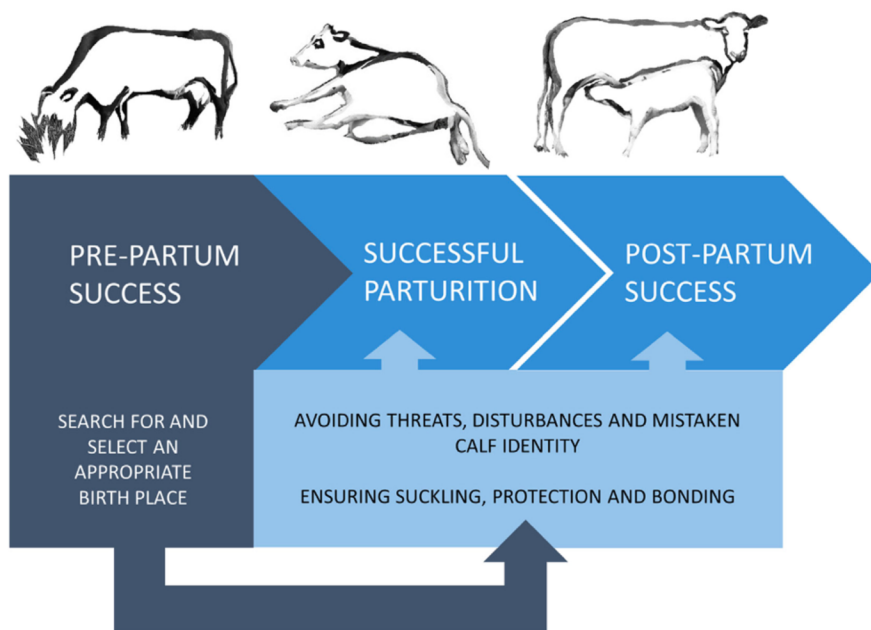 PRE-PARTUM
SUCCESS
SUCCESSFUL
PARTURITION
POST-PARTUM
SUCCESS
SEARCH FOR AND
SELECT AN
APPROPRIATE
BIRTH PLACE
AVOIDING THREATS, DISTURBANCES AND MISTAKEN
CALF IDENTITY
ENSURING SUCKLING, PROTECTION AND BONDING